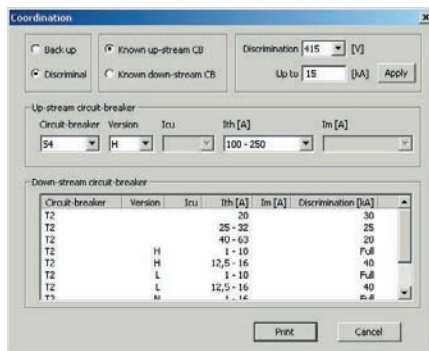 Coordination
Back up
Known up-stream CB
Discrimination 415 [V]
Discriminal
Known down-stream CB
Up to 15 [kA] Apply
Up-stream circuit-breaker
Circuit-breaker Version Icu Ith [A] Im [A]
S4 H 100 - 250
Down-stream circuit-breaker
Circuit-breaker Version Icu Ith [A] Im [A] Discrimination [kA]
T2 20 30
T2 25 - 32 25
T2 40 - 63 20
T2 H 1 - 10 Full
T2 H 12,5 - 16 40
T2 L 1 - 10 Full
T2 L 12,5 - 16 40
T2
Print Cancel